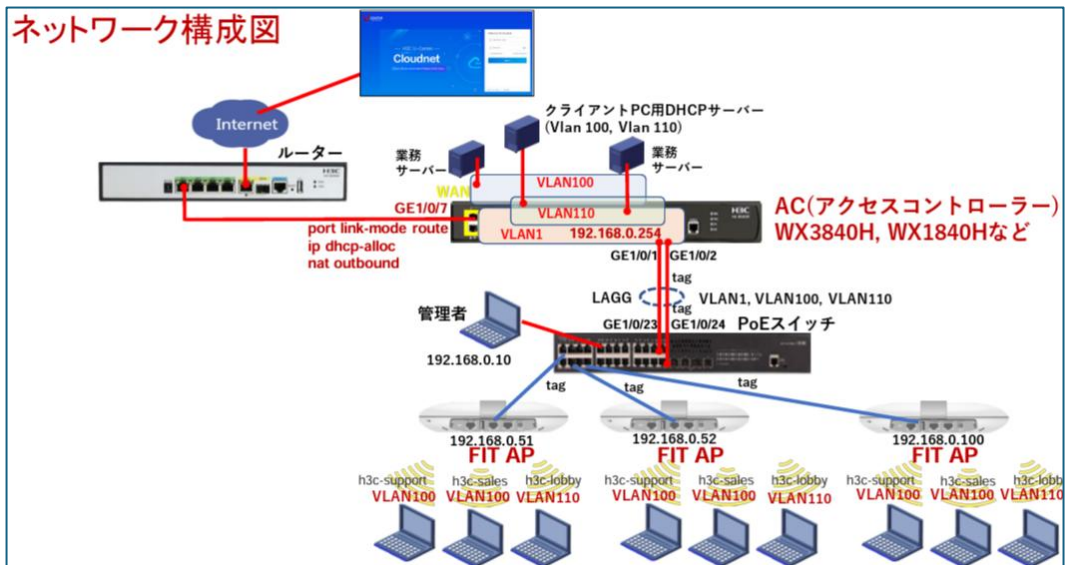 ネットワーク構成図
Cloudnet
Internet
ルーター
H3C
クライアントPC用DHCPサーバー
(Vlan 100, Vlan 110)
業務
サーバー
業務
サーバー
WAN
VLAN100
VLAN110
VLAN1 192.168.0.254
H3C
GE1/0/7
port link-mode route
ip dhcp-alloc
nat outbound
AC(アクセスコントローラー)
WX3840H, WX1840Hなど
GE1/0/1 GE1/0/2
tag
LAGG
VLAN1, VLAN100, VLAN110
tag
GE1/0/23 GE1/0/24
PoEスイッチ
管理者
192.168.0.10
tag
tag
tag
192.168.0.51
FIT AP
192.168.0.52
FIT AP
192.168.0.100
FIT AP
h3c-support h3c-sales h3c-lobby
VLAN100 VLAN100 VLAN110
h3c-support h3c-sales h3c-lobby
VLAN100 VLAN100 VLAN110
h3c-support h3c-sales h3c-lobby
VLAN100 VLAN100 VLAN110